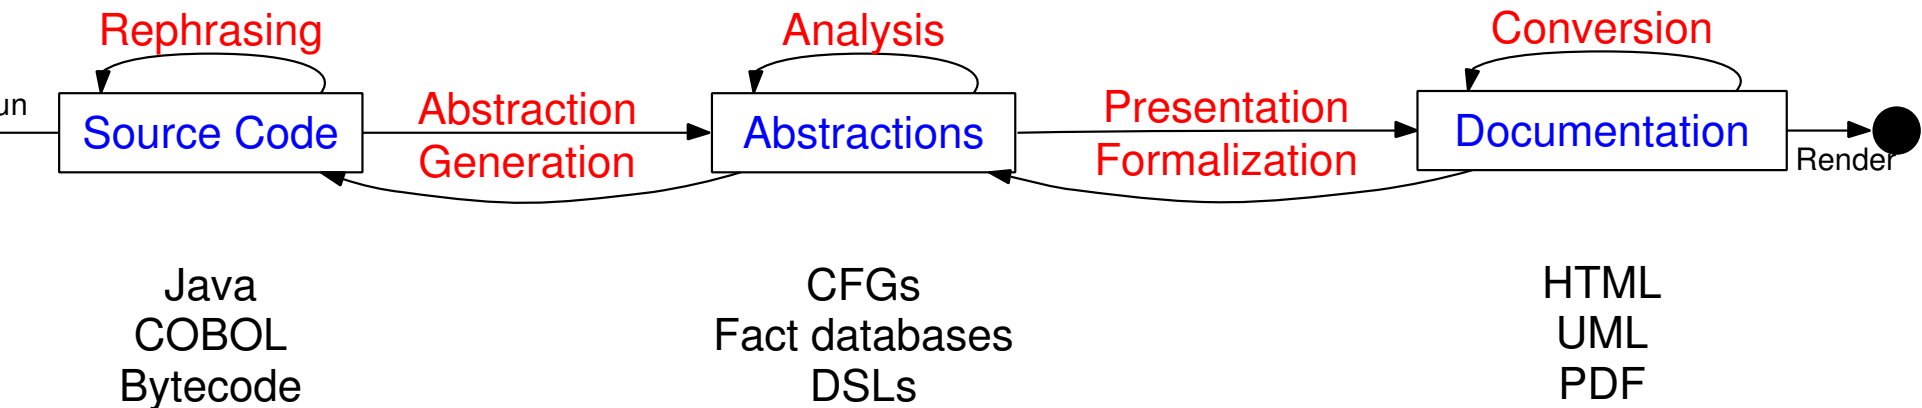 Rephrasing
Analysis
Conversion
un
Source Code
Abstraction
Generation
Abstractions
Presentation
Formalization
Documentation
Render
Java
COBOL
Bytecode
CFGs
Fact databases
DSLs
HTML
UML
PDF